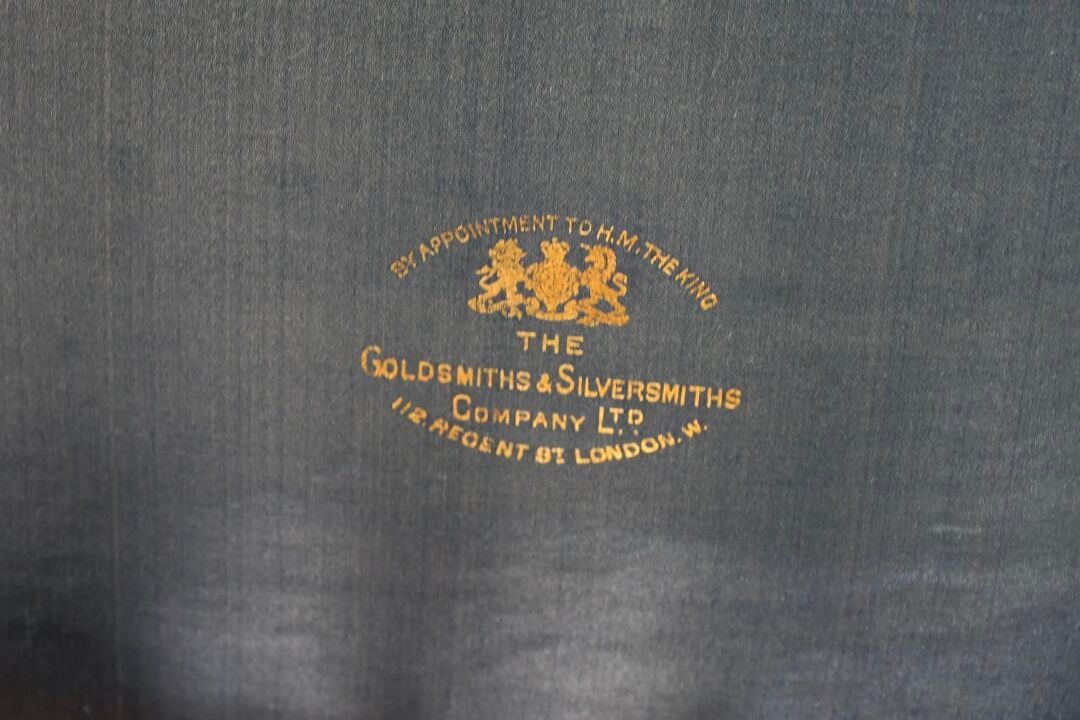 BY APPOINTMENT TO H.M. THE KING
THE
GOLDSMITHS & SILVERSMITHS
COMPANY LTD.
112. REGENT ST. LONDON. W.